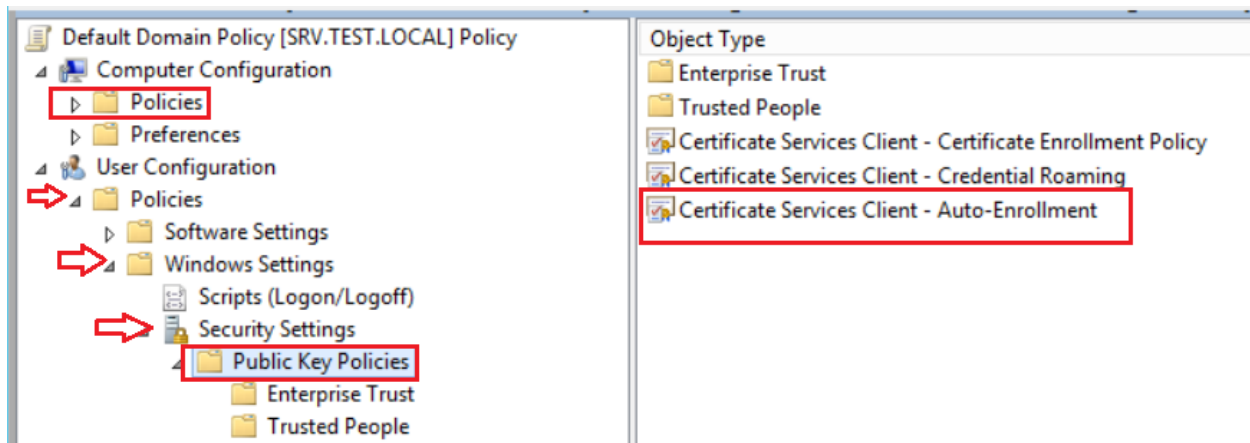 Default Domain Policy [SRV.TEST.LOCAL] Policy
Computer Configuration
Policies
Preferences
User Configuration
Policies
Software Settings
Windows Settings
Scripts (Logon/Logoff)
Security Settings
Public Key Policies
Enterprise Trust
Trusted People
Object Type
Enterprise Trust
Trusted People
Certificate Services Client - Certificate Enrollment Policy
Certificate Services Client - Credential Roaming
Certificate Services Client - Auto-Enrollment